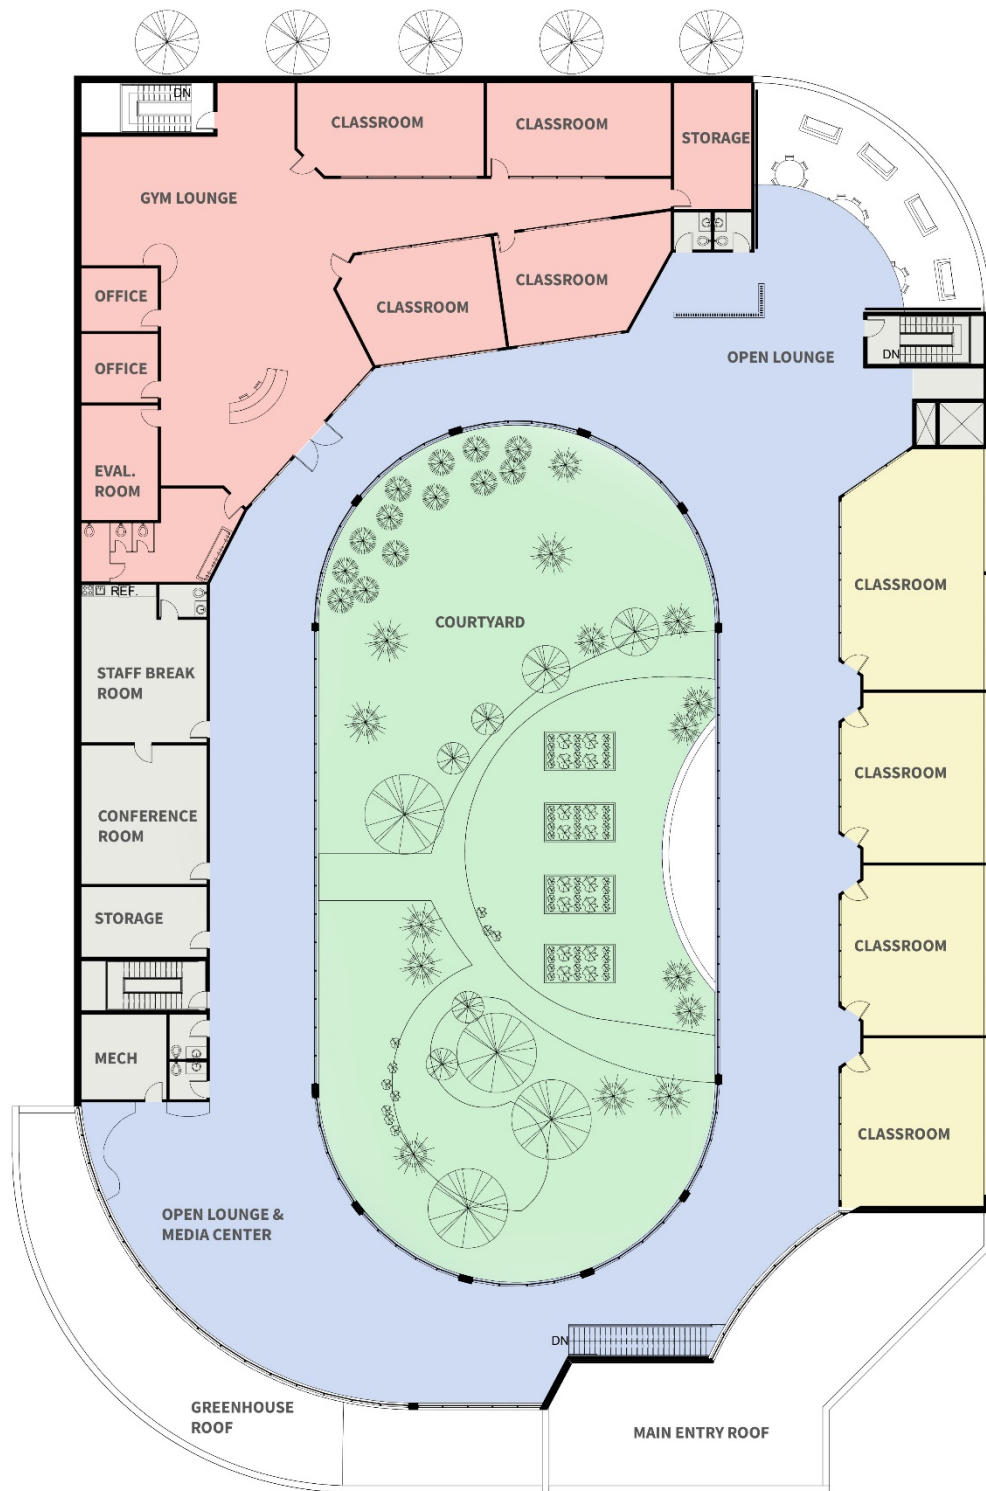 DN
CLASSROOM
CLASSROOM
STORAGE
GYM LOUNGE
CLASSROOM
CLASSROOM
OFFICE
OFFICE
OPEN LOUNGE
DN
EVAL.
ROOM
REF.
CLASSROOM
COURTYARD
STAFF BREAK
ROOM
CLASSROOM
CONFERENCE
ROOM
STORAGE
CLASSROOM
MECH
CLASSROOM
OPEN LOUNGE &
MEDIA CENTER
DN
GREENHOUSE
ROOF
MAIN ENTRY ROOF